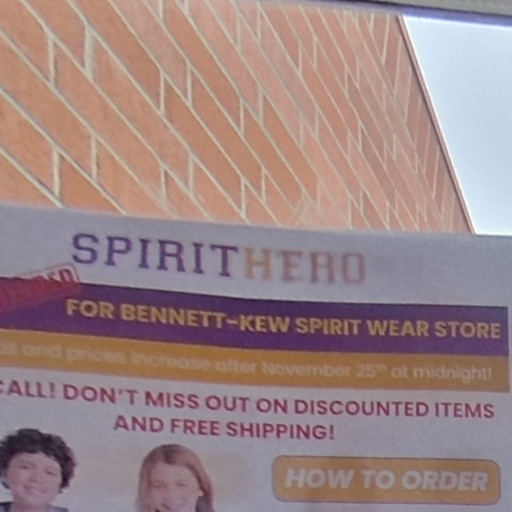 SPIRITHERO
FOR BENNETT-KEW SPIRIT WEAR STORE
and prices increase after November 25th at midnight!
CALL! DON'T MISS OUT ON DISCOUNTED ITEMS
AND FREE SHIPPING!
HOW TO ORDER